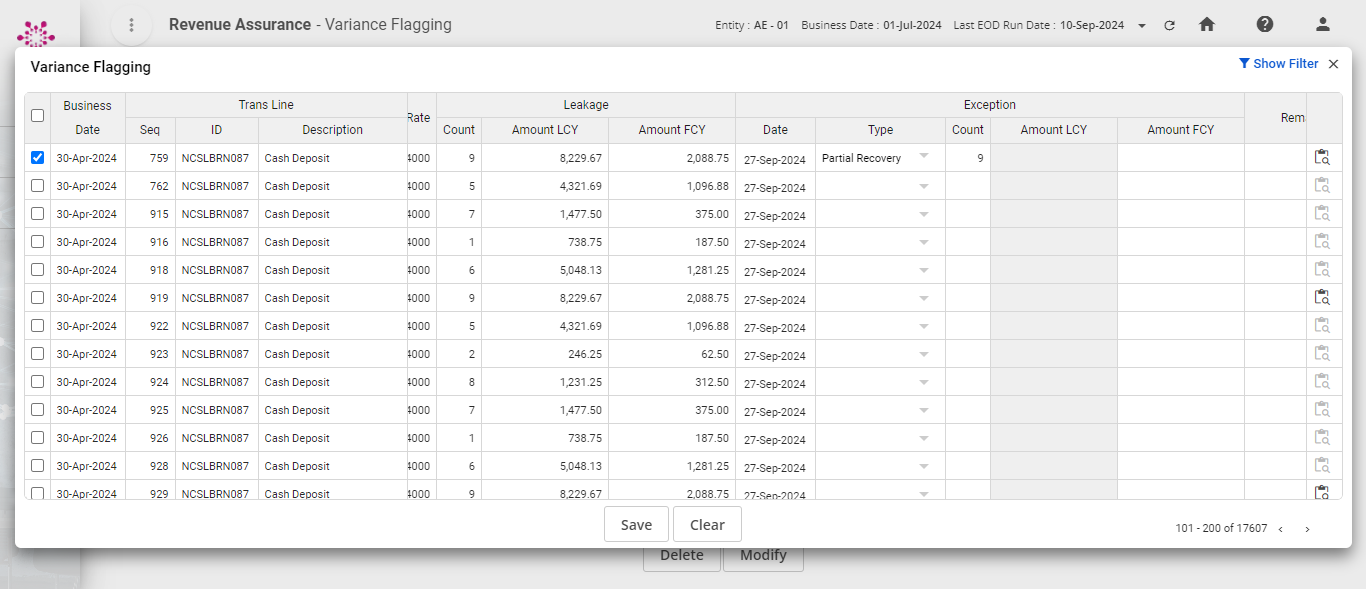 Revenue Assurance - Variance Flagging
Entity : AE - 01 Business Date : 01-Jul-2024 Last EOD Run Date : 10-Sep-2024
Variance Flagging
Show Filter
Business Date Trans Line Rate Leakage Exception Rem
Seq ID Description Count Amount LCY Amount FCY Date Type Count Amount LCY Amount FCY
30-Apr-2024 759 NCSLBRN087 Cash Deposit 4000 9 8,229.67 2,088.75 27-Sep-2024 Partial Recovery 9
30-Apr-2024 762 NCSLBRN087 Cash Deposit 4000 5 4,321.69 1,096.88 27-Sep-2024
30-Apr-2024 915 NCSLBRN087 Cash Deposit 4000 7 1,477.50 375.00 27-Sep-2024
30-Apr-2024 916 NCSLBRN087 Cash Deposit 4000 1 738.75 187.50 27-Sep-2024
30-Apr-2024 918 NCSLBRN087 Cash Deposit 4000 6 5,048.13 1,281.25 27-Sep-2024
30-Apr-2024 919 NCSLBRN087 Cash Deposit 4000 9 8,229.67 2,088.75 27-Sep-2024
30-Apr-2024 922 NCSLBRN087 Cash Deposit 4000 5 4,321.69 1,096.88 27-Sep-2024
30-Apr-2024 923 NCSLBRN087 Cash Deposit 4000 2 246.25 62.50 27-Sep-2024
30-Apr-2024 924 NCSLBRN087 Cash Deposit 4000 8 1,231.25 312.50 27-Sep-2024
30-Apr-2024 925 NCSLBRN087 Cash Deposit 4000 7 1,477.50 375.00 27-Sep-2024
30-Apr-2024 926 NCSLBRN087 Cash Deposit 4000 1 738.75 187.50 27-Sep-2024
30-Apr-2024 928 NCSLBRN087 Cash Deposit 4000 6 5,048.13 1,281.25 27-Sep-2024
30-Apr-2024 929 NCSLBRN087 Cash Deposit 4000 9 8,229.67 2,088.75 27-Sep-2024
Save Clear
101 - 200 of 17607
Delete Modify